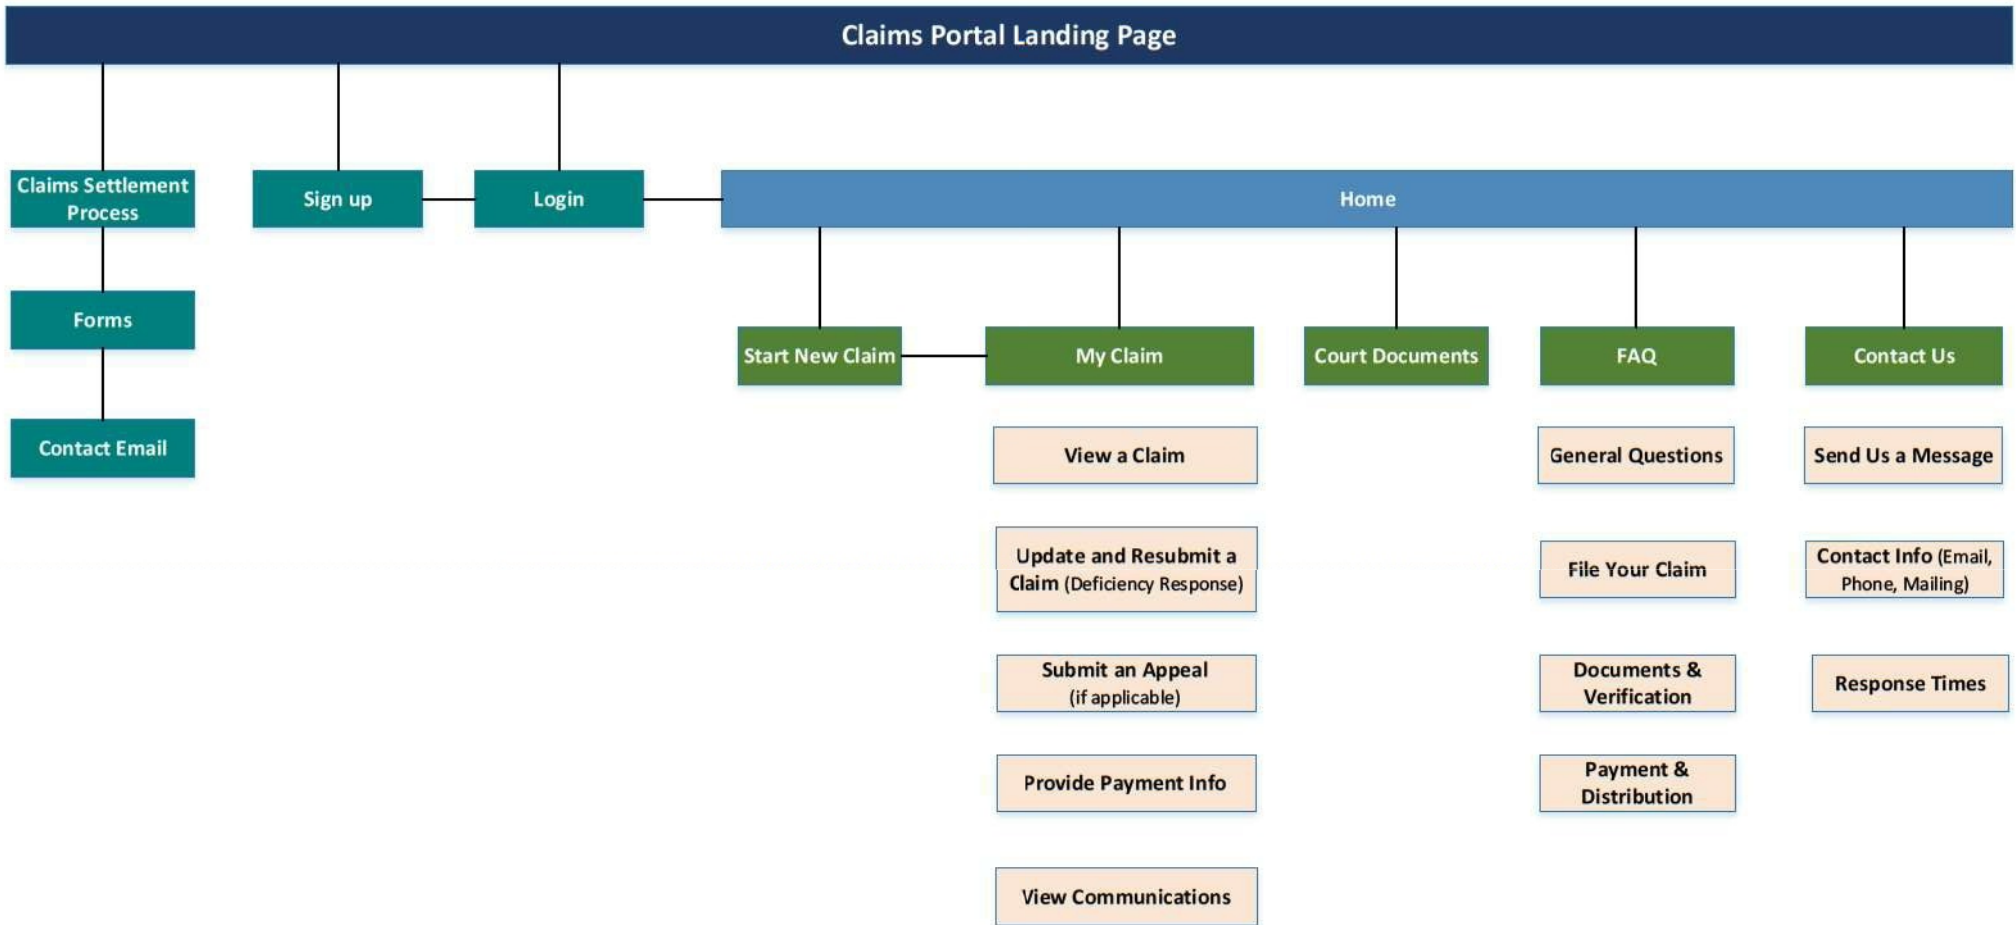 Claims Portal Landing Page
Claims Settlement
Process
Sign up
Login
Home
Forms
Start New Claim
My Claim
Court Documents
FAQ
Contact Us
Contact Email
View a Claim
General Questions
Send Us a Message
Update and Resubmit a
Claim (Deficiency Response)
File Your Claim
Contact Info (Email,
Phone, Mailing)
Submit an Appeal
(if applicable)
Documents &
Verification
Response Times
Provide Payment Info
Payment &
Distribution
View Communications